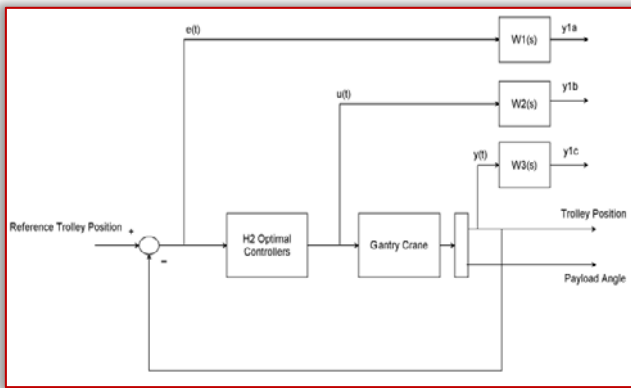 e(t)
W1(s)
y1a
u(t)
W2(s)
y1b
y(t)
W3(s)
y1c
Reference Trolley Position
+
−
H2 Optimal
Controllers
Gantry Crane
Trolley Position
Payload Angle